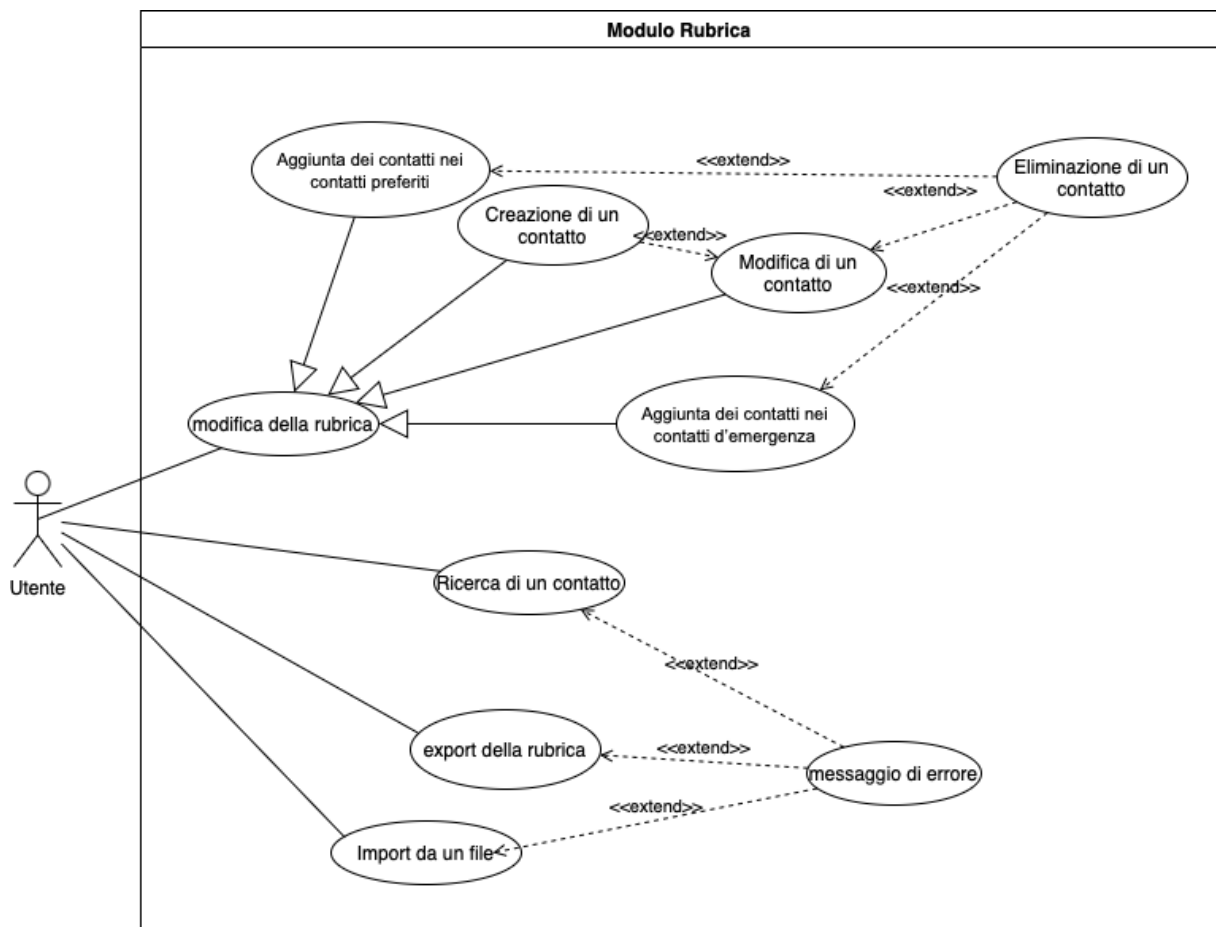 Modulo Rubrica
Aggiunta dei contatti nei
contatti preferiti
<<extend>>
Eliminazione di un
contatto
<<extend>>
Creazione di un
contatto
<<extend>>
Modifica di un
contatto
<<extend>>
modifica della rubrica
Aggiunta dei contatti nei
contatti d'emergenza
Utente
Ricerca di un contatto
<<extend>>
export della rubrica
<<extend>>
messaggio di errore
<<extend>>
Import da un file